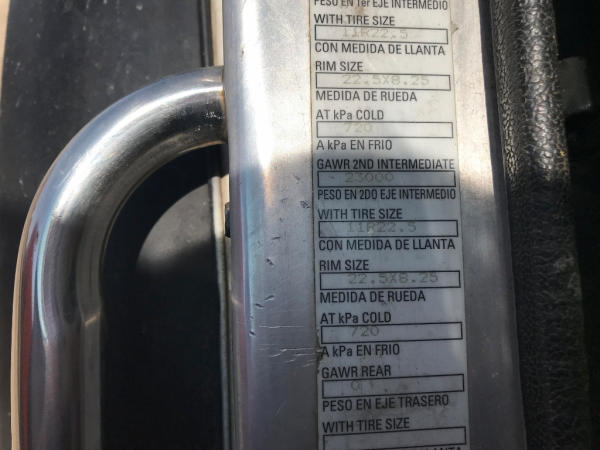 PESO EN 1er EJE INTERMEDIO
WITH TIRE SIZE
11R22.5
CON MEDIDA DE LLANTA
RIM SIZE
22.5X8.25
MEDIDA DE RUEDA
AT kPa COLD
720
A kPa EN FRIO
GAWR 2ND INTERMEDIATE
23000
PESO EN 2DO EJE INTERMEDIO
WITH TIRE SIZE
11R22.5
CON MEDIDA DE LLANTA
RIM SIZE
22.5X8.25
MEDIDA DE RUEDA
AT kPa COLD
720
A kPa EN FRIO
GAWR REAR
0
PESO EN EJE TRASERO
WITH TIRE SIZE